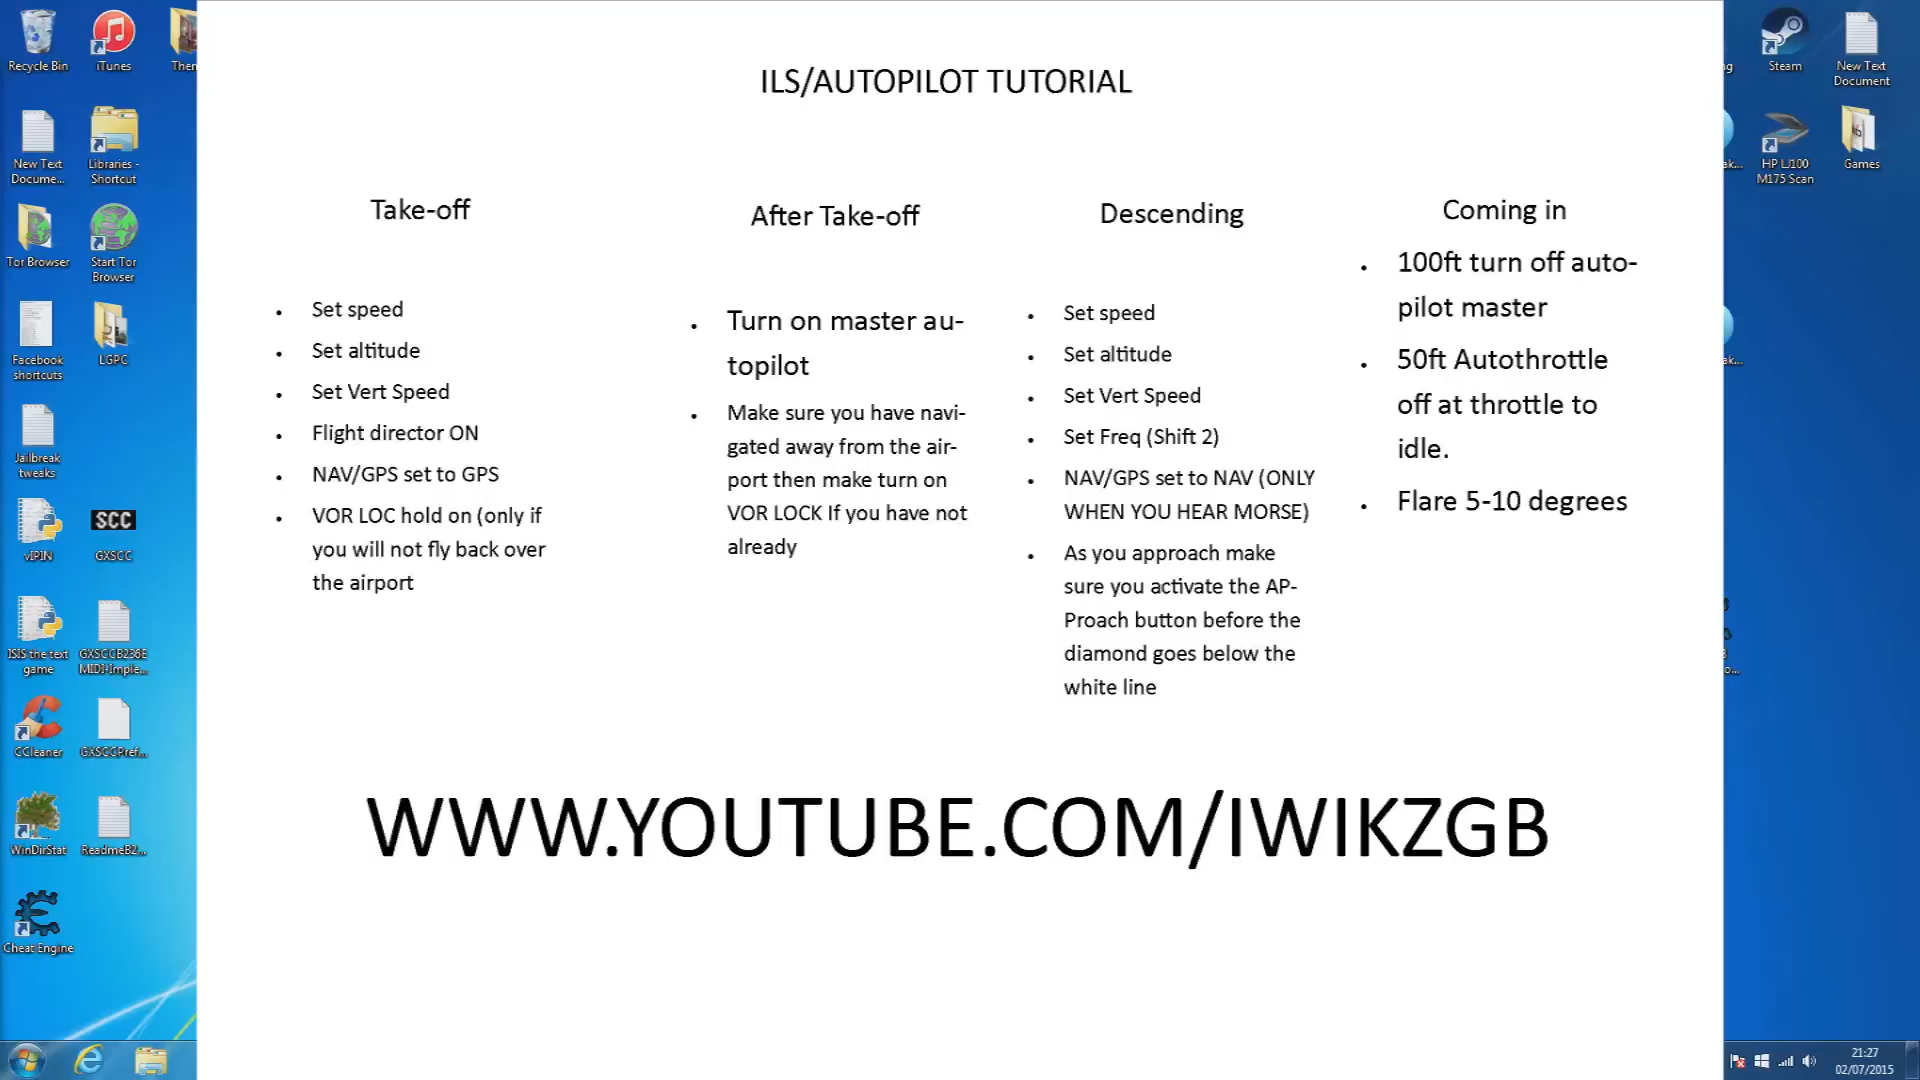 ILS/AUTOPILOT TUTORIAL
Take-off
Set speed
Set altitude
Set Vert Speed
Flight director ON
NAV/GPS set to GPS
VOR LOC hold on (only if
you will not fly back over
the airport
After Take-off
Turn on master au-
topilot
Make sure you have navi-
gated away from the air-
port then make turn on
VOR LOCK If you have not
already
Descending
Set speed
Set altitude
Set Vert Speed
Set Freq (Shift 2)
NAV/GPS set to NAV (ONLY
WHEN YOU HEAR MORSE)
As you approach make
sure you activate the AP-
Proach button before the
diamond goes below the
white line
Coming in
100ft turn off auto-
pilot master
50ft Autothrottle
off at throttle to
idle.
Flare 5-10 degrees
WWW.YOUTUBE.COM/IWIKZGB
Recycle Bin
iTunes
New Text
Docume...
Libraries -
Shortcut
Tor Browser
Start Tor
Browser
Facebook
shortcuts
LGPC
Jailbreak
tweaks
vIPIN
SCC
GXSCC
ISIS the text
game
GXSCCB236E
MIDI-Imple...
CCleaner
GXSCCPref...
WinDirStat
ReadmeB2...
Cheat Engine
Steam
New Text
Document
HP LJ100
M175 Scan
Games
21:27
02/07/2015